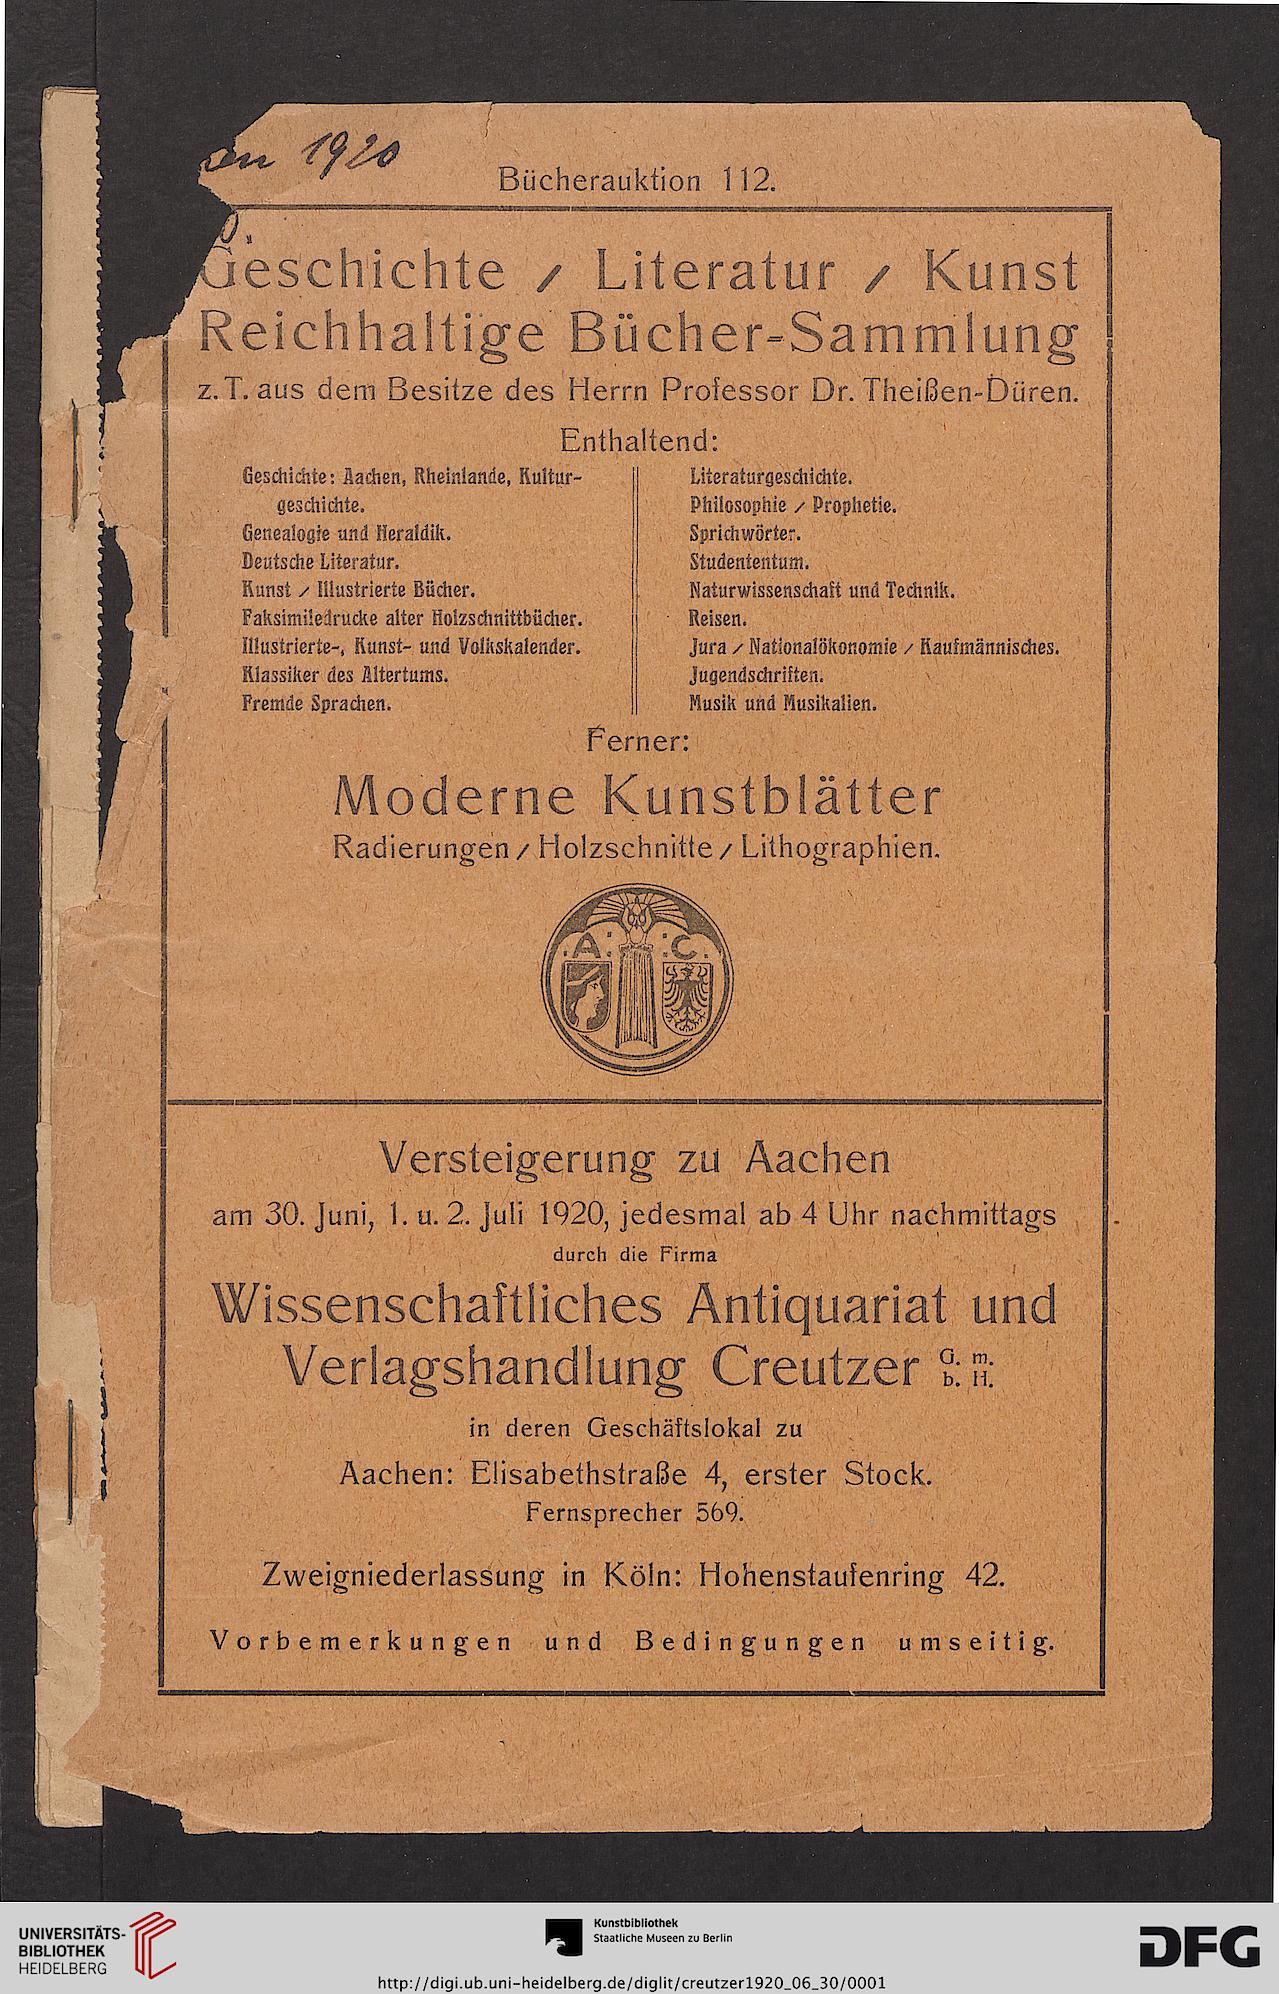 1920
Bücherauktion 112.
Geschichte / Literatur / Kunst
Reichhaltige Bücher-Sammlung
z. T. aus dem Besitze des Herrn Professor Dr. Theißen-Düren.
Enthaltend:
Geschichte: Aachen, Rheinlande, Kultur-
geschichte.
Genealogie und Heraldik.
Deutsche Literatur.
Kunst / Illustrierte Bücher.
Faksimiledrucke alter Holzschnittbücher.
Illustrierte-, Kunst- und Volkskalender.
Klassiker des Altertums.
Fremde Sprachen.
Literaturgeschichte.
Philosophie / Prophetie.
Sprichwörter.
Studententum.
Naturwissenschaft und Technik.
Reisen.
Jura / Nationalökonomie / Kaufmännisches.
Jugendschriften.
Musik und Musikalien.
Ferner:
Moderne Kunstblätter
Radierungen / Holzschnitte / Lithographien.
A C
Versteigerung zu Aachen
am 30. Juni, 1. u. 2. Juli 1920, jedesmal ab 4 Uhr nachmittags
durch die Firma
Wissenschaftliches Antiquariat und
Verlagshandlung Creutzer G. m. b. H.
in deren Geschäftslokal zu
Aachen: Elisabethstraße 4, erster Stock.
Fernsprecher 569.
Zweigniederlassung in Köln: Hohenstaufenring 42.
Vorbemerkungen und Bedingungen umseitig.
UNIVERSITÄTS-
BIBLIOTHEK
HEIDELBERG
Kunstbibliothek
Staatliche Museen zu Berlin
DFG
http://digi.ub.uni-heidelberg.de/diglit/creutzer1920_06_30/0001